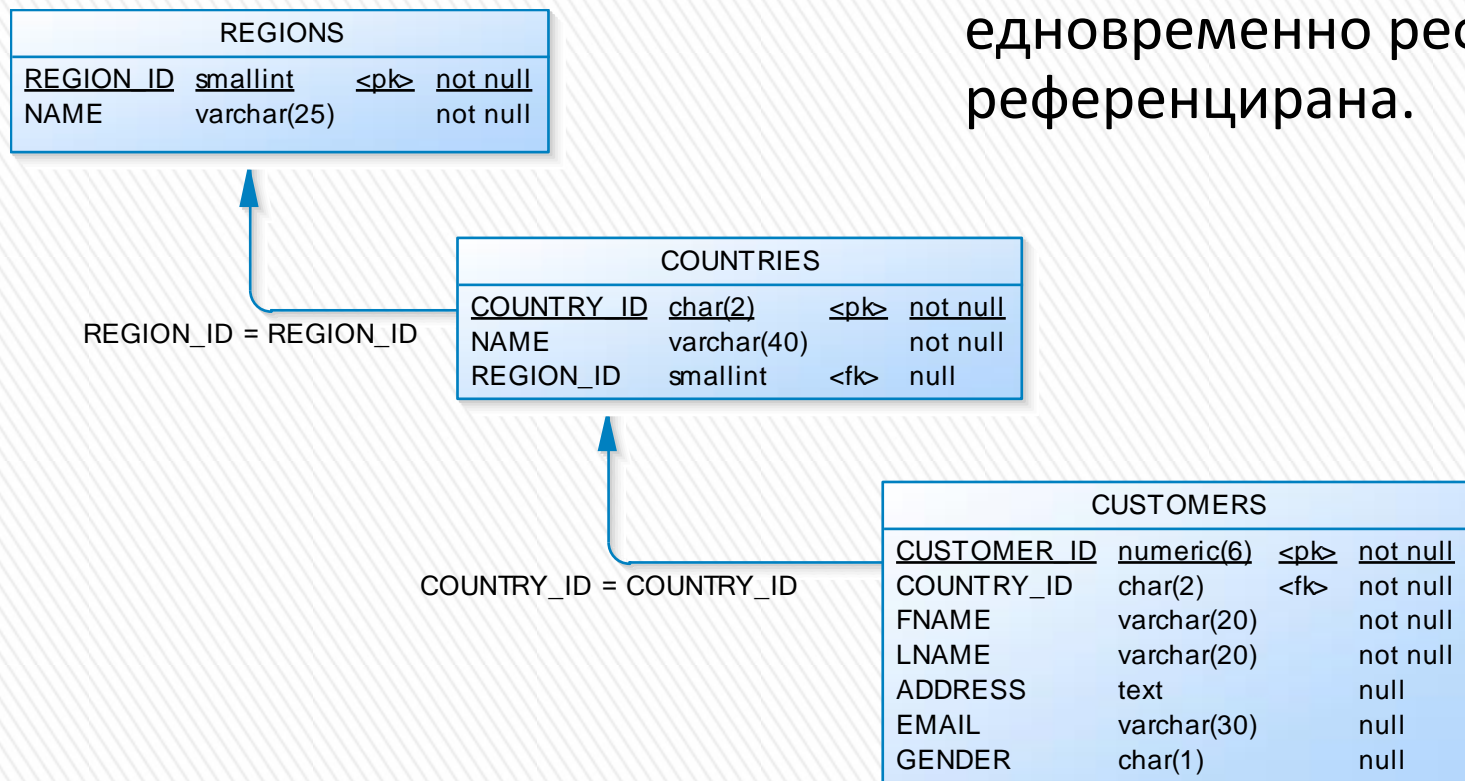 едновременно
референцирана.
REGIONS
REGION_ID smallint <pk> not null
NAME varchar(25) not null
REGION_ID = REGION_ID
COUNTRIES
COUNTRY_ID char(2) <pk> not null
NAME varchar(40) not null
REGION_ID smallint <fk> null
COUNTRY_ID = COUNTRY_ID
CUSTOMERS
CUSTOMER_ID numeric(6) <pk> not null
COUNTRY_ID char(2) <fk> not null
FNAME varchar(20) not null
LNAME varchar(20) not null
ADDRESS text null
EMAIL varchar(30) null
GENDER char(1) null